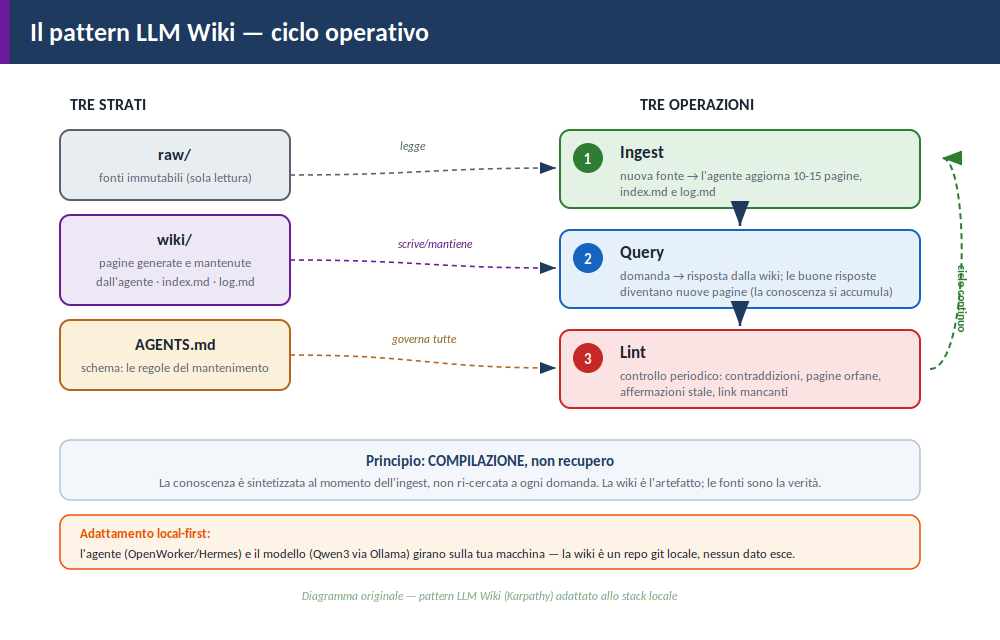 Il pattern LLM Wiki — ciclo operativo
TRE STRATI
TRE OPERAZIONI
raw/
fonti immutabili (sola lettura)
legge
1
Ingest
nuova fonte → l'agente aggiorna 10-15 pagine,
index.md e log.md
wiki/
pagine generate e mantenute
dall'agente · index.md · log.md
scrive/mantiene
2
Query
domanda → risposta dalla wiki; le buone risposte
diventano nuove pagine (la conoscenza si accumula)
AGENTS.md
schema: le regole del mantenimento
governa tutte
3
Lint
controllo periodico: contraddizioni, pagine orfane,
affermazioni stale, link mancanti
ciclo continuo
Principio: COMPILAZIONE, non recupero
La conoscenza è sintetizzata al momento dell'ingest, non ri-cercata a ogni domanda. La wiki è l'artefatto; le fonti sono la verità.
Adattamento local-first:
l'agente (OpenWorker/Hermes) e il modello (Qwen3 via Ollama) girano sulla tua macchina — la wiki è un repo git locale, nessun dato esce.
Diagramma originale — pattern LLM Wiki (Karpathy) adattato allo stack locale